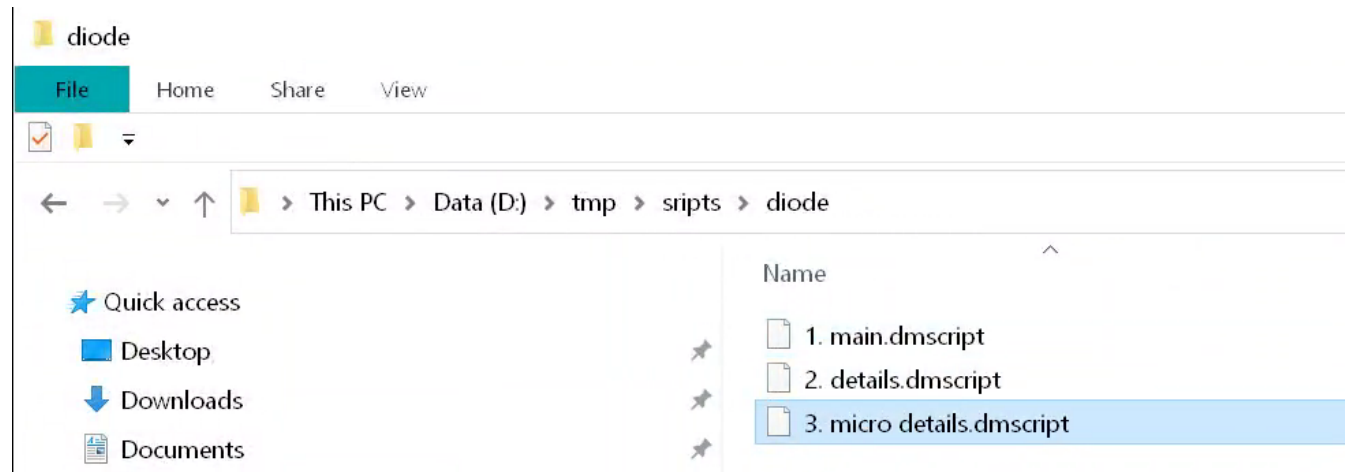 diode
File Home Share View
This PC > Data (D:) > tmp > sripts > diode
Name
Quick access
1. main.dmscript
Desktop
2. details.dmscript
Downloads
3. micro details.dmscript
Documents